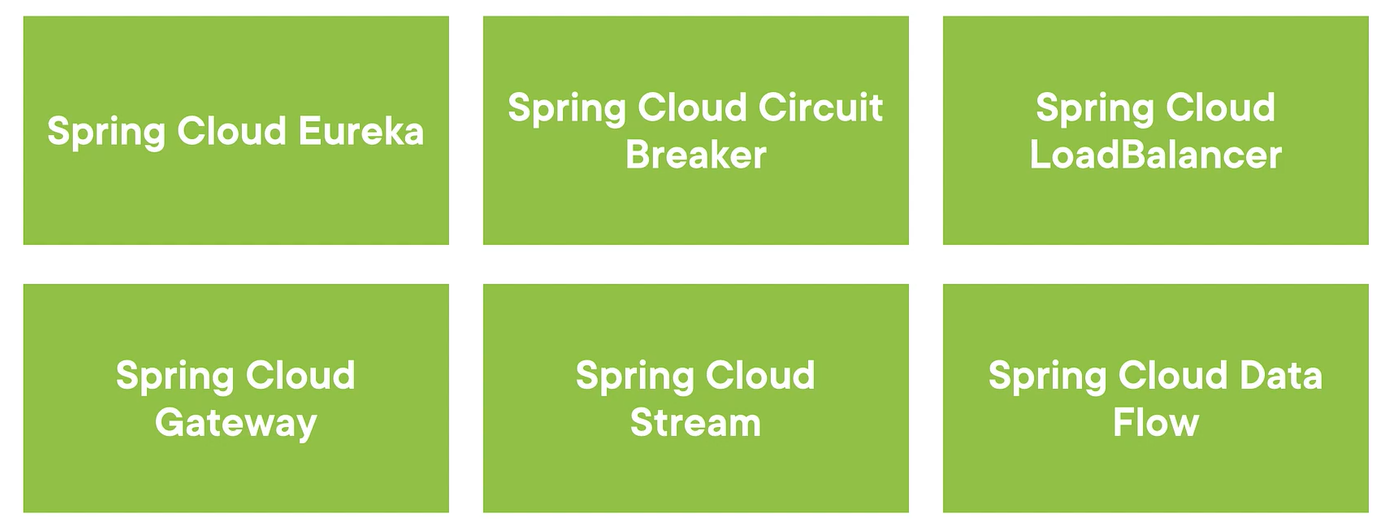 Spring Cloud Eureka
Spring Cloud Circuit
Breaker
Spring Cloud
LoadBalancer
Spring Cloud
Gateway
Spring Cloud
Stream
Spring Cloud Data
Flow